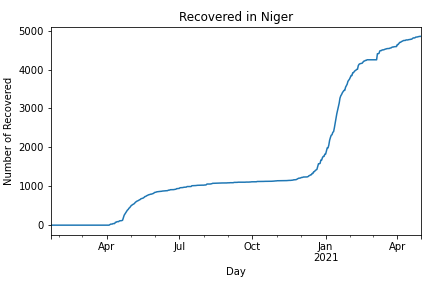 Recovered in Niger
Number of Recovered
5000
4000
3000
2000
1000
0
Apr
Jul
Oct
Jan
2021
Apr
Day